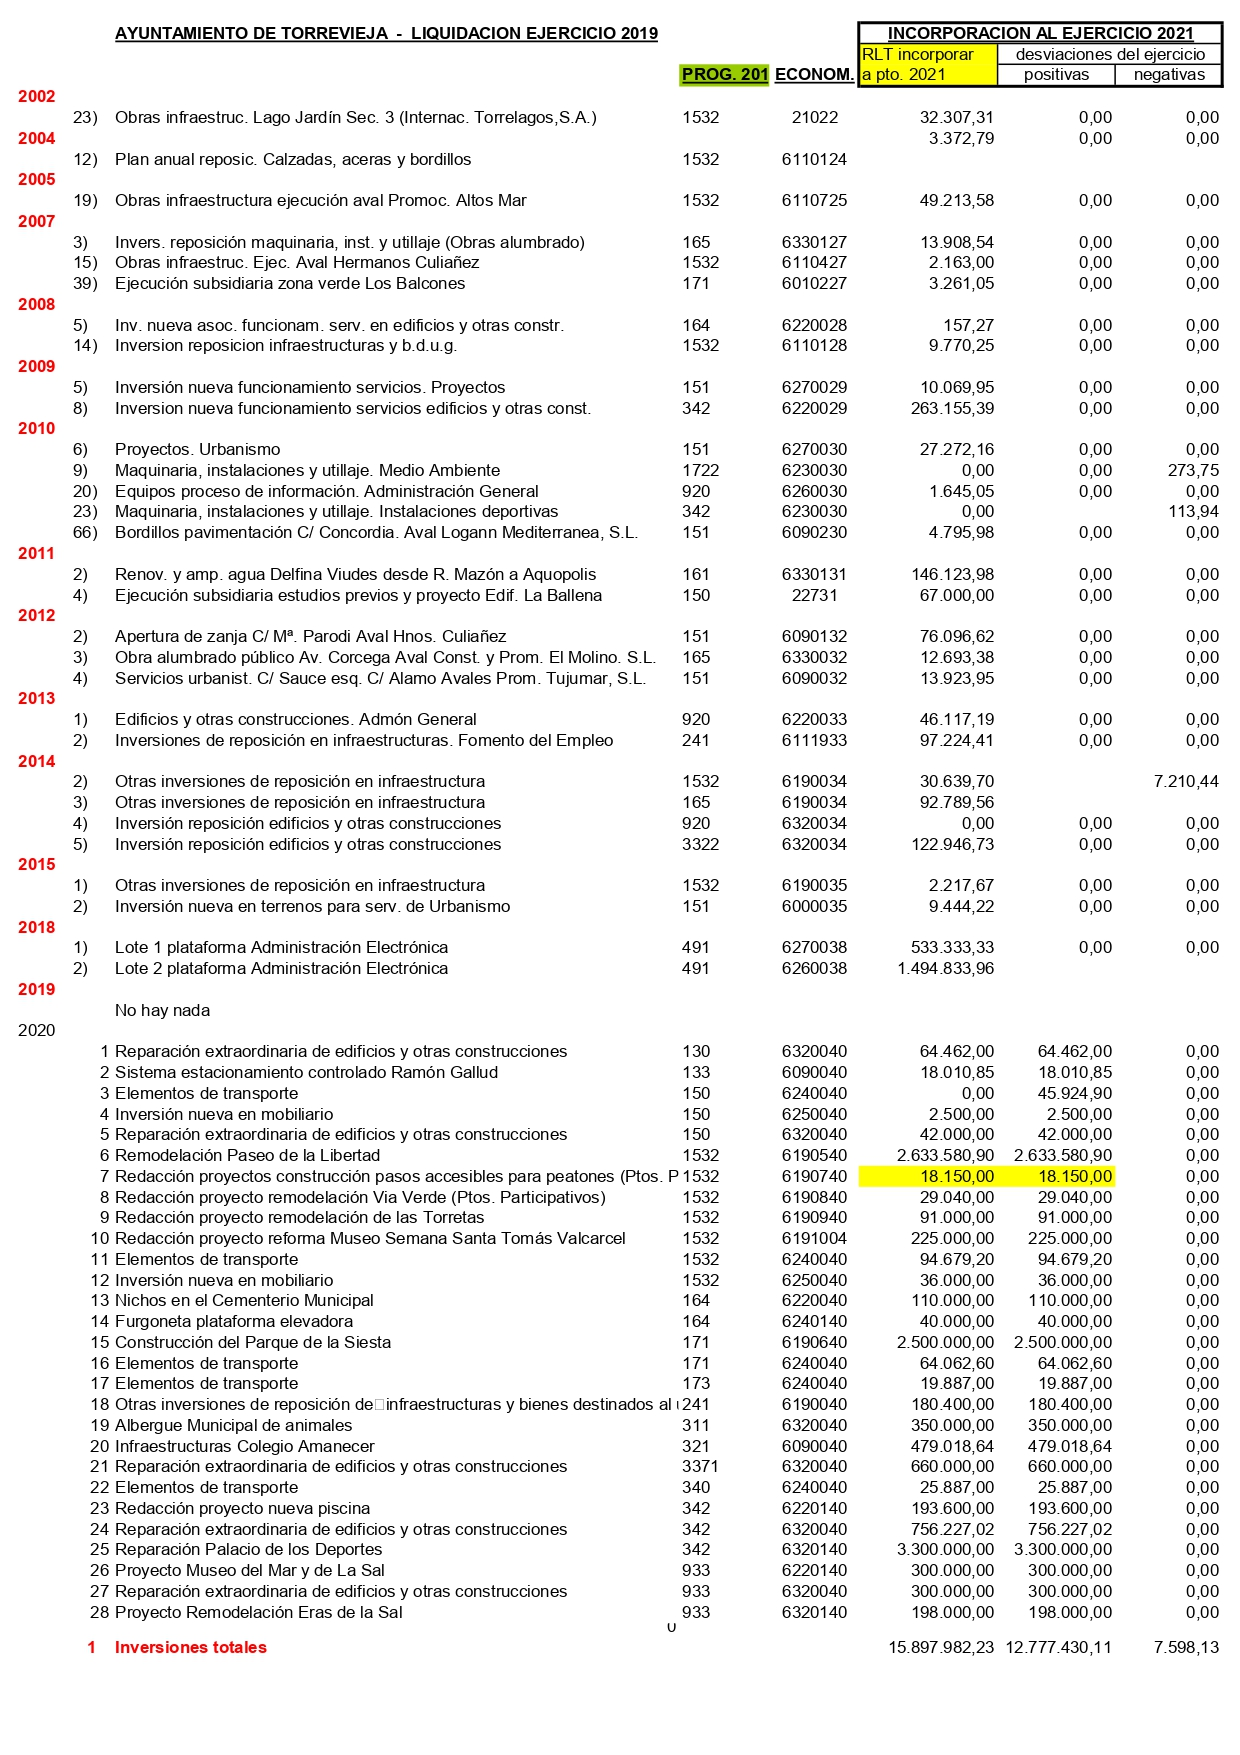 AYUNTAMIENTO DE TORREVIEJA - LIQUIDACION EJERCICIO 2019 INCORPORACION AL EJERCICIO 2021
RLT incorporar desviaciones del ejercicio
PROG. 201 ECONOM. a pto. 2021 positivas negativas
2002
23) Obras infraestruc. Lago Jardín Sec. 3 (Internac. Torrelagos,S.A.) 1532 21022 32.307,31 0,00 0,00
2004 3.372,79 0,00 0,00
12) Plan anual reposic. Calzadas, aceras y bordillos 1532 6110124
2005
19) Obras infraestructura ejecución aval Promoc. Altos Mar 1532 6110725 49.213,58 0,00 0,00
2007
3) Invers. reposición maquinaria, inst. y utillaje (Obras alumbrado) 165 6330127 13.908,54 0,00 0,00
15) Obras infraestruc. Ejec. Aval Hermanos Culiañez 1532 6110427 2.163,00 0,00 0,00
39) Ejecución subsidiaria zona verde Los Balcones 171 6010227 3.261,05 0,00 0,00
2008
5) Inv. nueva asoc. funcionam. serv. en edificios y otras constr. 164 6220028 157,27 0,00 0,00
14) Inversion reposicion infraestructuras y b.d.u.g. 1532 6110128 9.770,25 0,00 0,00
2009
5) Inversión nueva funcionamiento servicios. Proyectos 151 6270029 10.069,95 0,00 0,00
8) Inversion nueva funcionamiento servicios edificios y otras const. 342 6220029 263.155,39 0,00 0,00
2010
6) Proyectos. Urbanismo 151 6270030 27.272,16 0,00 0,00
9) Maquinaria, instalaciones y utillaje. Medio Ambiente 1722 6230030 0,00 0,00 273,75
20) Equipos proceso de información. Administración General 920 6260030 1.645,05 0,00 0,00
23) Maquinaria, instalaciones y utillaje. Instalaciones deportivas 342 6230030 0,00 113,94
66) Bordillos pavimentación C/ Concordia. Aval Logann Mediterranea, S.L. 151 6090230 4.795,98 0,00 0,00
2011
2) Renov. y amp. agua Delfina Viudes desde R. Mazón a Aquopolis 161 6330131 146.123,98 0,00 0,00
4) Ejecución subsidiaria estudios previos y proyecto Edif. La Ballena 150 22731 67.000,00 0,00 0,00
2012
2) Apertura de zanja C/ Mª. Parodi Aval Hnos. Culiañez 151 6090132 76.096,62 0,00 0,00
3) Obra alumbrado público Av. Corcega Aval Const. y Prom. El Molino. S.L. 165 6330032 12.693,38 0,00 0,00
4) Servicios urbanist. C/ Sauce esq. C/ Alamo Avales Prom. Tujumar, S.L. 151 6090032 13.923,95 0,00 0,00
2013
1) Edificios y otras construcciones. Admón General 920 6220033 46.117,19 0,00 0,00
2) Inversiones de reposición en infraestructuras. Fomento del Empleo 241 6111933 97.224,41 0,00 0,00
2014
2) Otras inversiones de reposición en infraestructura 1532 6190034 30.639,70 7.210,44
3) Otras inversiones de reposición en infraestructura 165 6190034 92.789,56
4) Inversión reposición edificios y otras construcciones 920 6320034 0,00 0,00 0,00
5) Inversión reposición edificios y otras construcciones 3322 6320034 122.946,73 0,00 0,00
2015
1) Otras inversiones de reposición en infraestructura 1532 6190035 2.217,67 0,00 0,00
2) Inversión nueva en terrenos para serv. de Urbanismo 151 6000035 9.444,22 0,00 0,00
2018
1) Lote 1 plataforma Administración Electrónica 491 6270038 533.333,33 0,00 0,00
2) Lote 2 plataforma Administración Electrónica 491 6260038 1.494.833,96
2019
No hay nada
2020
1 Reparación extraordinaria de edificios y otras construcciones 130 6320040 64.462,00 64.462,00 0,00
2 Sistema estacionamiento controlado Ramón Gallud 133 6090040 18.010,85 18.010,85 0,00
3 Elementos de transporte 150 6240040 0,00 45.924,90 0,00
4 Inversión nueva en mobiliario 150 6250040 2.500,00 2.500,00 0,00
5 Reparación extraordinaria de edificios y otras construcciones 150 6320040 42.000,00 42.000,00 0,00
6 Remodelación Paseo de la Libertad 1532 6190540 2.633.580,90 2.633.580,90 0,00
7 Redacción proyectos construcción pasos accesibles para peatones (Ptos. P 1532 6190740 18.150,00 18.150,00 0,00
8 Redacción proyecto remodelación Via Verde (Ptos. Participativos) 1532 6190840 29.040,00 29.040,00 0,00
9 Redacción proyecto remodelación de las Torretas 1532 6190940 91.000,00 91.000,00 0,00
10 Redacción proyecto reforma Museo Semana Santa Tomás Valcarcel 1532 6191004 225.000,00 225.000,00 0,00
11 Elementos de transporte 1532 6240040 94.679,20 94.679,20 0,00
12 Inversión nueva en mobiliario 1532 6250040 36.000,00 36.000,00 0,00
13 Nichos en el Cementerio Municipal 164 6220040 110.000,00 110.000,00 0,00
14 Furgoneta plataforma elevadora 164 6240140 40.000,00 40.000,00 0,00
15 Construcción del Parque de la Siesta 171 6190640 2.500.000,00 2.500.000,00 0,00
16 Elementos de transporte 171 6240040 64.062,60 64.062,60 0,00
17 Elementos de transporte 173 6240040 19.887,00 19.887,00 0,00
18 Otras inversiones de reposición de infraestructuras y bienes destinados al 241 6190040 180.400,00 180.400,00 0,00
19 Albergue Municipal de animales 311 6320040 350.000,00 350.000,00 0,00
20 Infraestructuras Colegio Amanecer 321 6090040 479.018,64 479.018,64 0,00
21 Reparación extraordinaria de edificios y otras construcciones 3371 6320040 660.000,00 660.000,00 0,00
22 Elementos de transporte 340 6240040 25.887,00 25.887,00 0,00
23 Redacción proyecto nueva piscina 342 6220140 193.600,00 193.600,00 0,00
24 Reparación extraordinaria de edificios y otras construcciones 342 6320040 756.227,02 756.227,02 0,00
25 Reparación Palacio de los Deportes 342 6320140 3.300.000,00 3.300.000,00 0,00
26 Proyecto Museo del Mar y de La Sal 933 6220140 300.000,00 300.000,00 0,00
27 Reparación extraordinaria de edificios y otras construcciones 933 6320040 300.000,00 300.000,00 0,00
28 Proyecto Remodelación Eras de la Sal 933 6320140 198.000,00 198.000,00 0,00
1 Inversiones totales 15.897.982,23 12.777.430,11 7.598,13